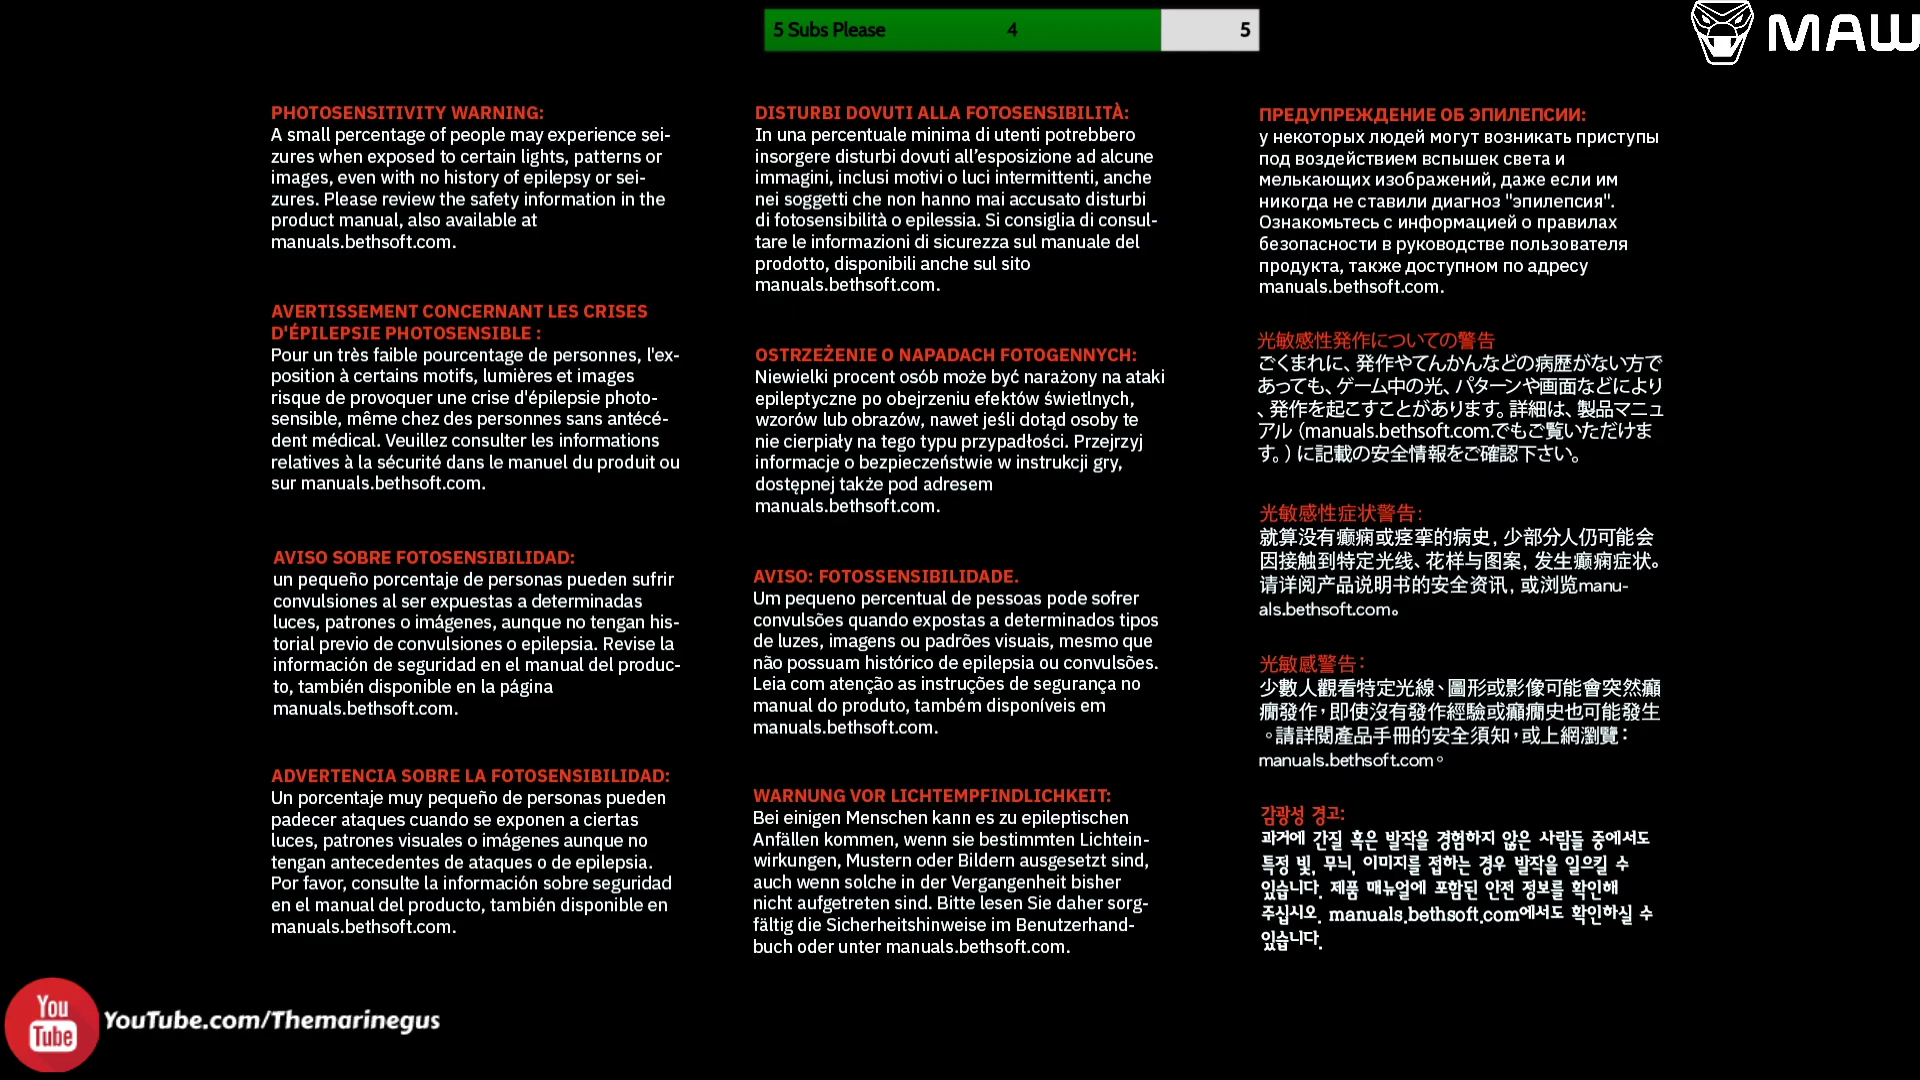 5 Subs Please 4 5
MAW
PHOTOSENSITIVITY WARNING:
A small percentage of people may experience sei-
zures when exposed to certain lights, patterns or
images, even with no history of epilepsy or sei-
zures. Please review the safety information in the
product manual, also available at
manuals.bethsoft.com.
AVERTISSEMENT CONCERNANT LES CRISES
D'ÉPILEPSIE PHOTOSENSIBLE :
Pour un très faible pourcentage de personnes, l'ex-
position à certains motifs, lumières et images
risque de provoquer une crise d'épilepsie photo-
sensible, même chez des personnes sans antécé-
dent médical. Veuillez consulter les informations
relatives à la sécurité dans le manuel du produit ou
sur manuals.bethsoft.com.
AVISO SOBRE FOTOSENSIBILIDAD:
un pequeño porcentaje de personas pueden sufrir
convulsiones al ser expuestas a determinadas
luces, patrones o imágenes, aunque no tengan his-
torial previo de convulsiones o epilepsia. Revise la
información de seguridad en el manual del produc-
to, también disponible en la página
manuals.bethsoft.com.
ADVERTENCIA SOBRE LA FOTOSENSIBILIDAD:
Un porcentaje muy pequeño de personas pueden
padecer ataques cuando se exponen a ciertas
luces, patrones visuales o imágenes aunque no
tengan antecedentes de ataques o de epilepsia.
Por favor, consulte la información sobre seguridad
en el manual del producto, también disponible en
manuals.bethsoft.com.
DISTURBI DOVUTI ALLA FOTOSENSIBILITÀ:
In una percentuale minima di utenti potrebbero
insorgere disturbi dovuti all’esposizione ad alcune
immagini, inclusi motivi o luci intermittenti, anche
nei soggetti che non hanno mai accusato disturbi
di fotosensibilità o epilessia. Si consiglia di consul-
tare le informazioni di sicurezza sul manuale del
prodotto, disponibili anche sul sito
manuals.bethsoft.com.
OSTRZEŻENIE O NAPADACH FOTOGENNYCH:
Niewielki procent osób może być narażony na ataki
epileptyczne po obejrzeniu efektów świetlnych,
wzorów lub obrazów, nawet jeśli dotąd osoby te
nie cierpiały na tego typu przypadłości. Przejrzyj
informacje o bezpieczeństwie w instrukcji gry,
dostępnej także pod adresem
manuals.bethsoft.com.
AVISO: FOTOSSENSIBILIDADE.
Um pequeno percentual de pessoas pode sofrer
convulsões quando expostas a determinados tipos
de luzes, imagens ou padrões visuais, mesmo que
não possuam histórico de epilepsia ou convulsões.
Leia com atenção as instruções de segurança no
manual do produto, também disponíveis em
manuals.bethsoft.com.
WARNUNG VOR LICHTEMPFINDLICHKEIT:
Bei einigen Menschen kann es zu epileptischen
Anfällen kommen, wenn sie bestimmten Lichtein-
wirkungen, Mustern oder Bildern ausgesetzt sind,
auch wenn solche in der Vergangenheit bisher
nicht aufgetreten sind. Bitte lesen Sie daher sorg-
fältig die Sicherheitshinweise im Benutzerhand-
buch oder unter manuals.bethsoft.com.
ПРЕДУПРЕЖДЕНИЕ ОБ ЭПИЛЕПСИИ:
у некоторых людей могут возникать приступы
под воздействием вспышек света и
мелькающих изображений, даже если им
никогда не ставили диагноз "эпилепсия".
Ознакомьтесь с информацией о правилах
безопасности в руководстве пользователя
продукта, также доступном по адресу
manuals.bethsoft.com.
光敏感性発作についての警告
ごくまれに、発作やてんかんなどの病歴がない方で
あっても、ゲーム中の光、パターンや画面などにより
、発作を起こすことがあります。詳細は、製品マニュ
アル（manuals.bethsoft.com.でもご覧いただけま
す。）に記載の安全情報をご確認下さい。
光敏感性症状警告：
就算没有癫痫或痉挛的病史，少部分人仍可能会
因接触到特定光线、花样与图案，发生癫痫症状。
请详阅产品说明书的安全资讯，或浏览manu-
als.bethsoft.com。
光敏感警告：
少數人觀看特定光線、圖形或影像可能會突然癲
癇發作，即使沒有發作經驗或癲癇史也可能發生
。請詳閱產品手冊的安全須知，或上網瀏覽：
manuals.bethsoft.com。
감광성 경고:
과거에 간질 혹은 발작을 경험하지 않은 사람들 중에서도
특정 빛, 무늬, 이미지를 접하는 경우 발작을 일으킬 수
있습니다. 제품 매뉴얼에 포함된 안전 정보를 확인해
주십시오. manuals.bethsoft.com에서도 확인하실 수
있습니다.
You
Tube
YouTube.com/Themarinegus